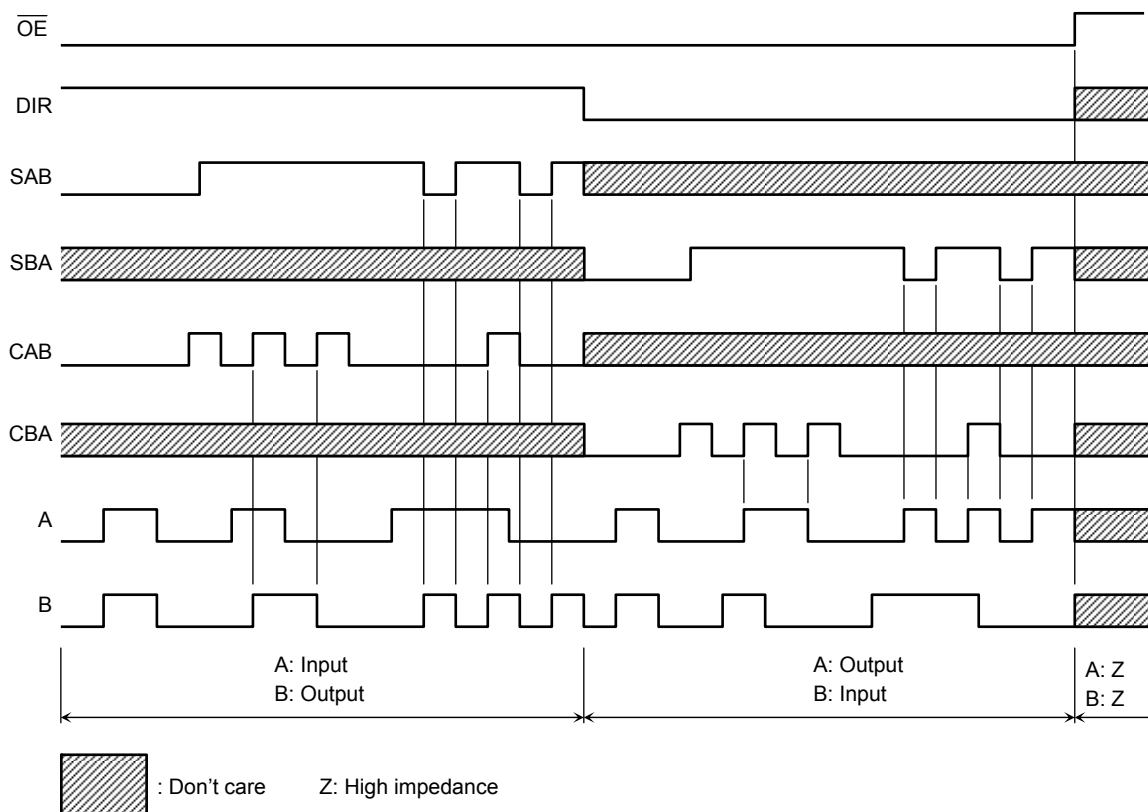 OE
DIR
SAB
SBA
CAB
CBA
A
B
A: Input
B: Output
A: Output
B: Input
A: Z
B: Z
: Don’t care Z: High impedance